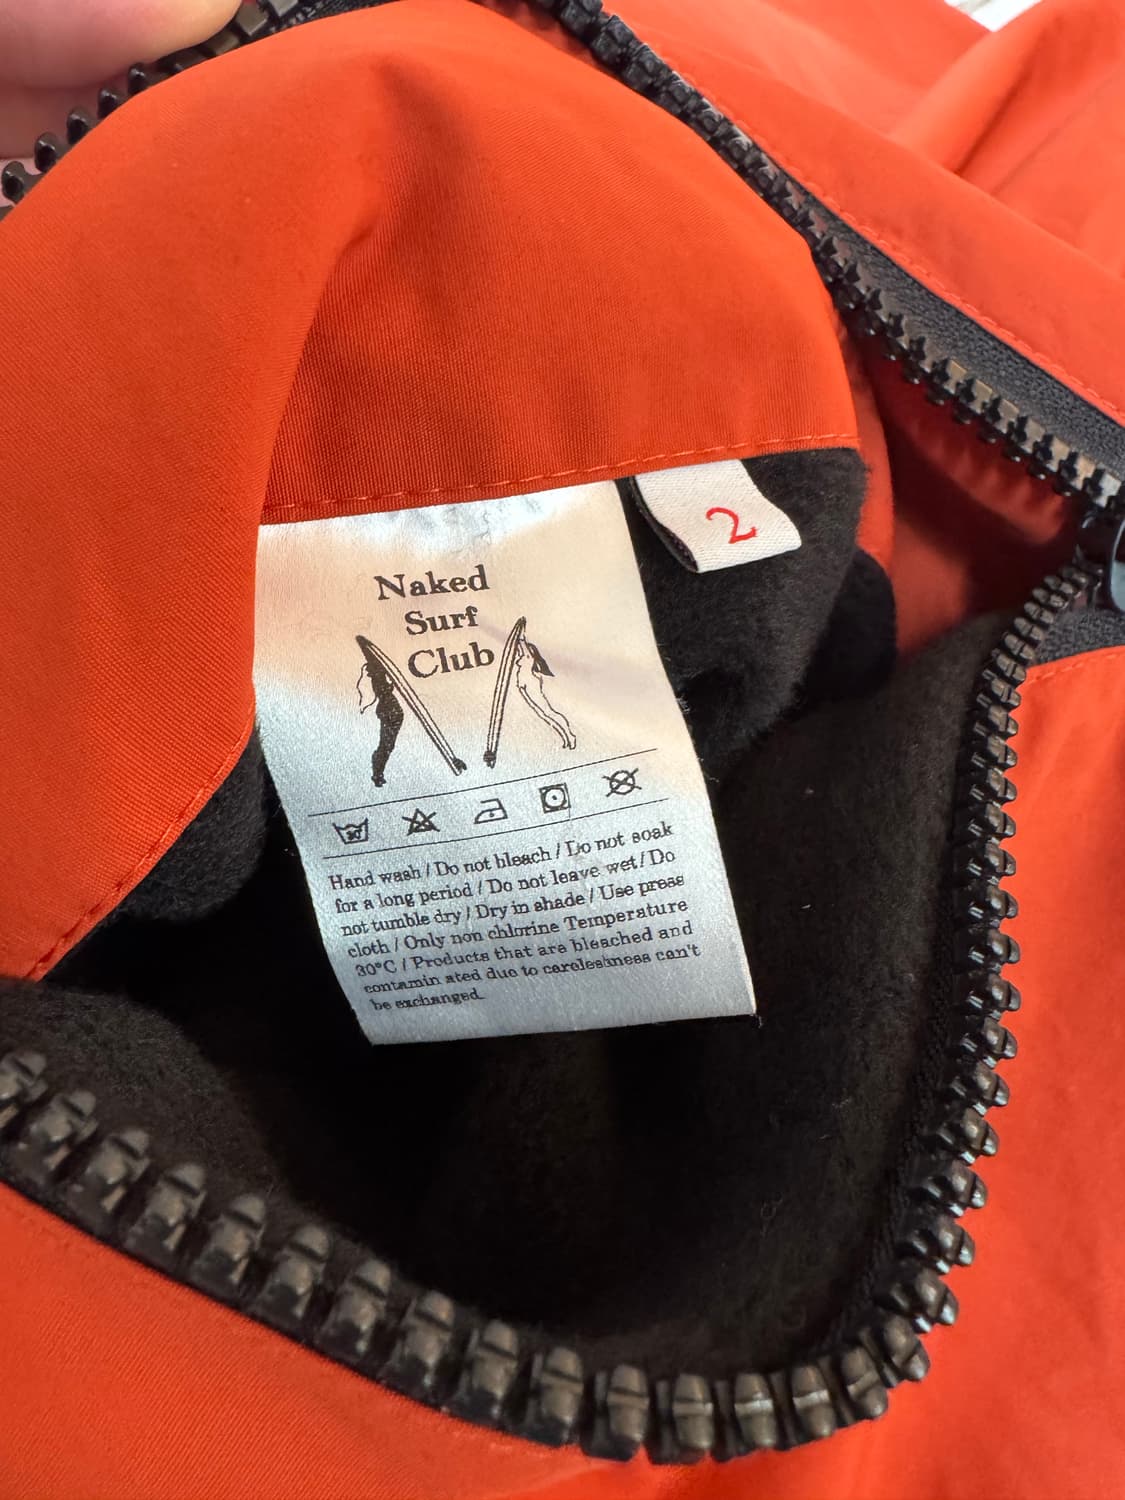 2
Naked
Surf
Club
30
Hand wash / Do not bleach / Do not soak
for a long period / Do not leave wet / Do
not tumble dry / Dry in shade / Use press
cloth / Only non chlorine Temperature
30°C / Products that are bleached and
contamin ated due to carelessness can't
be exchanged.